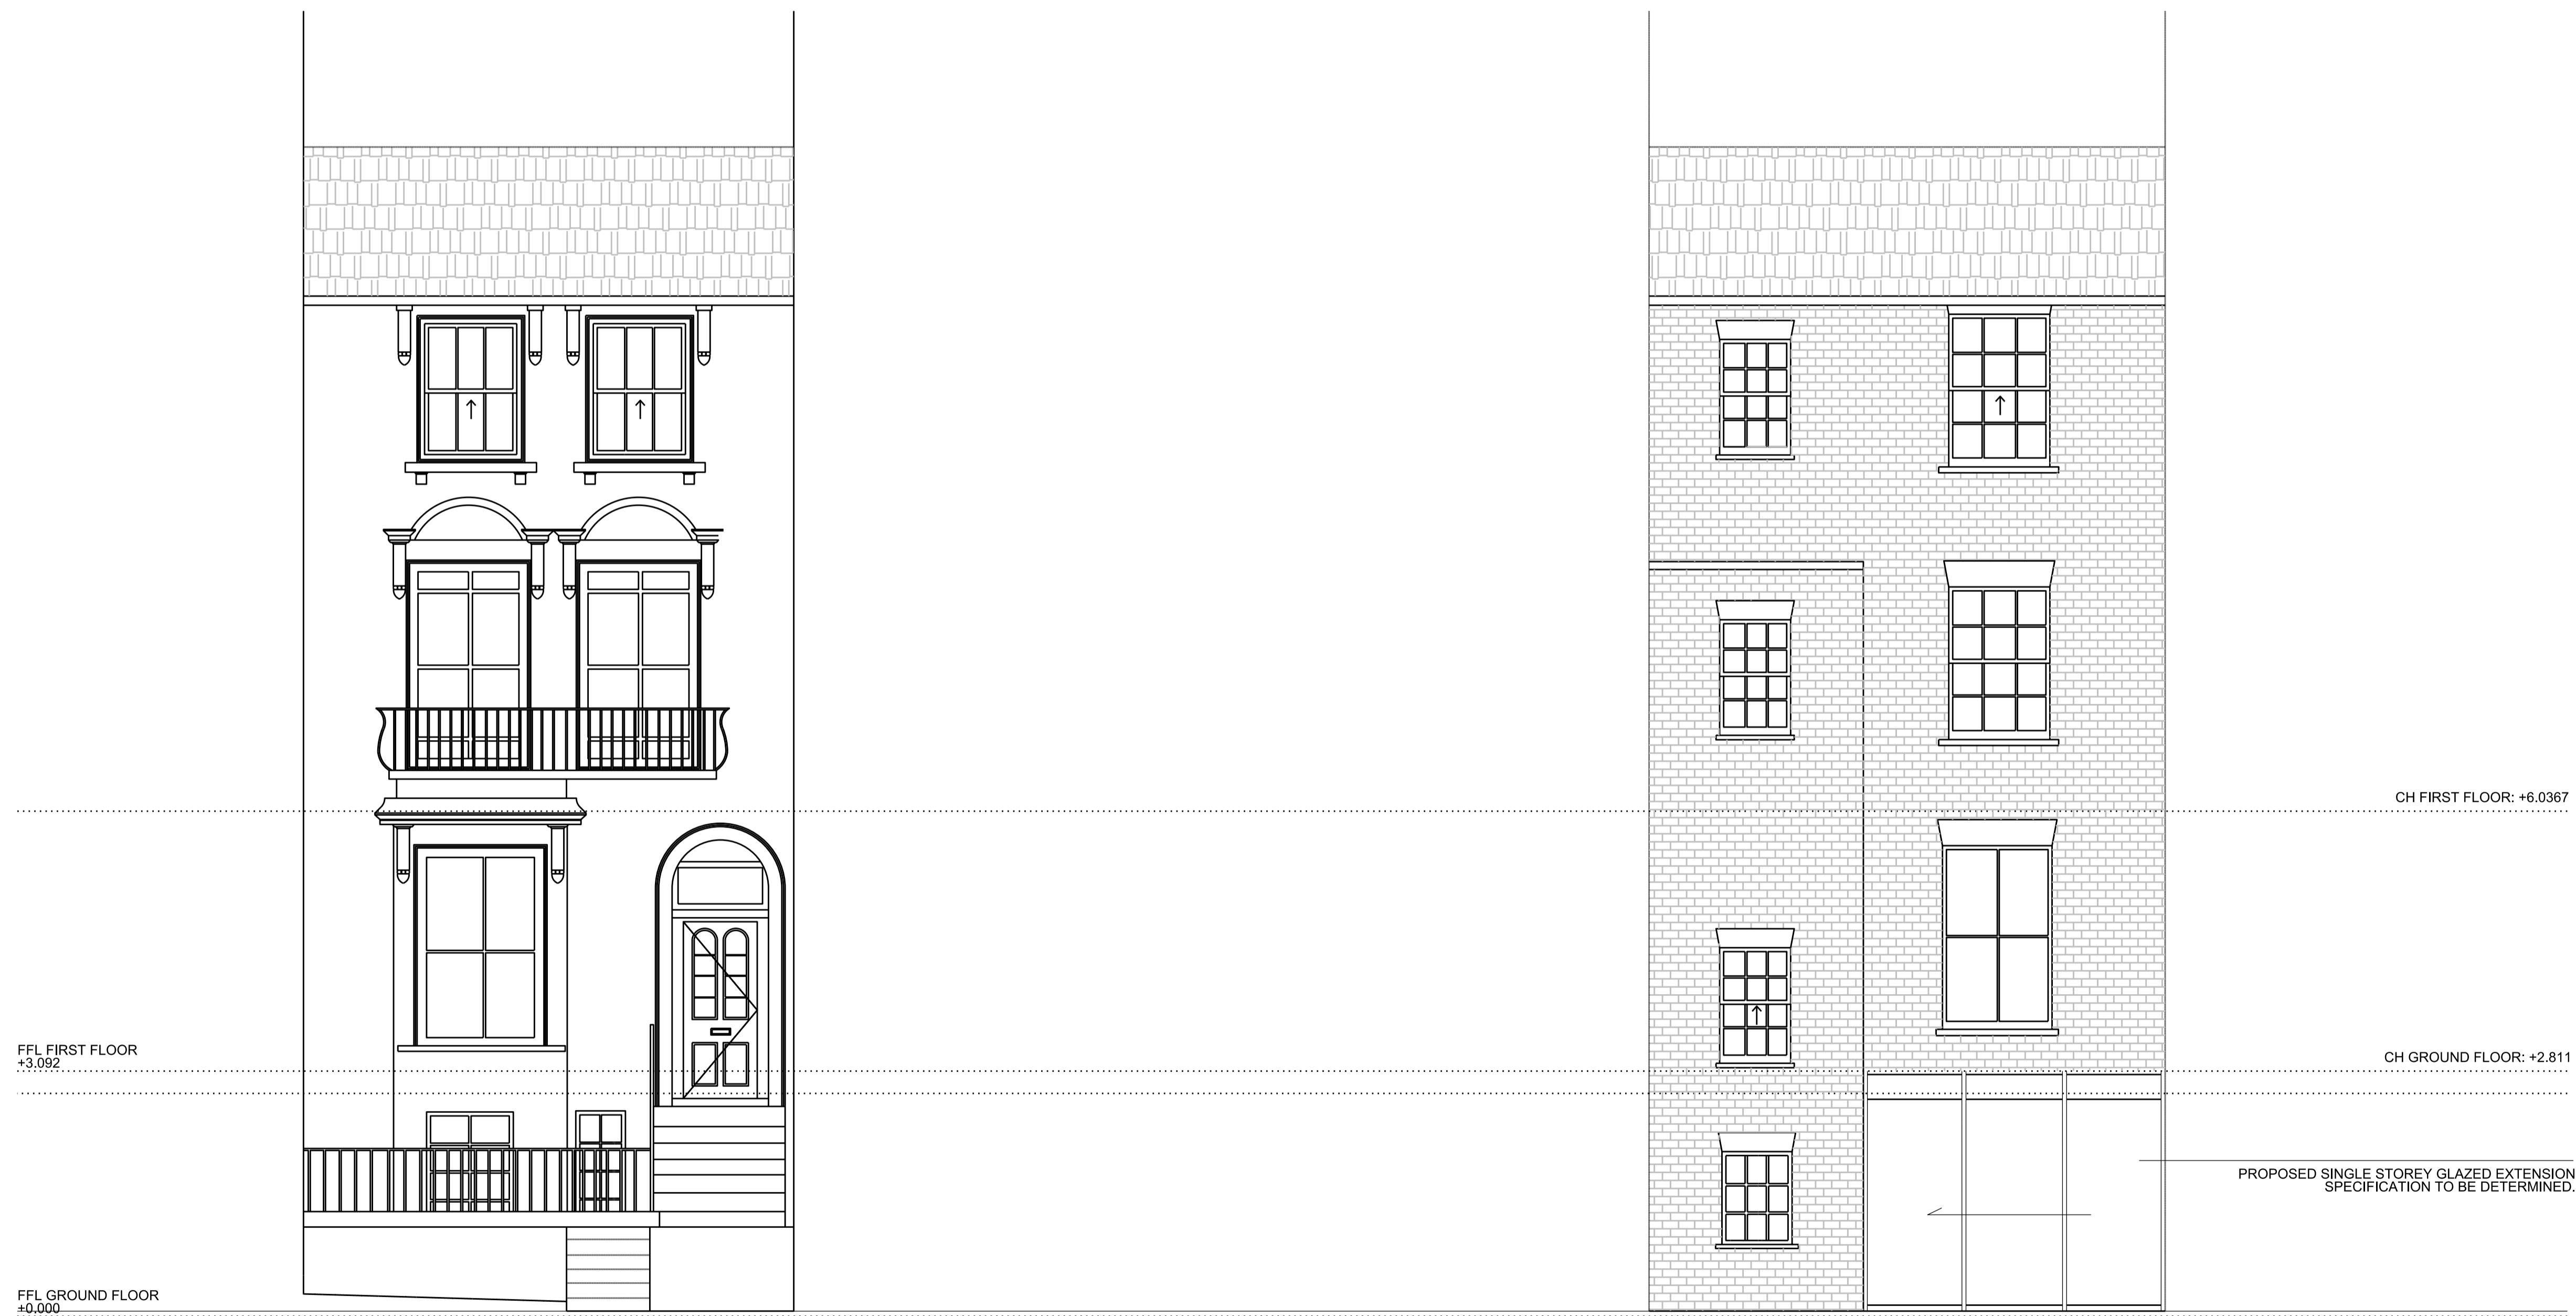 CH FIRST FLOOR: +6.0367
FFL FIRST FLOOR
+3.092
CH GROUND FLOOR: +2.811
PROPOSED SINGLE STOREY GLAZED EXTENSION
SPECIFICATION TO BE DETERMINED.
FFL GROUND FLOOR
±0.000